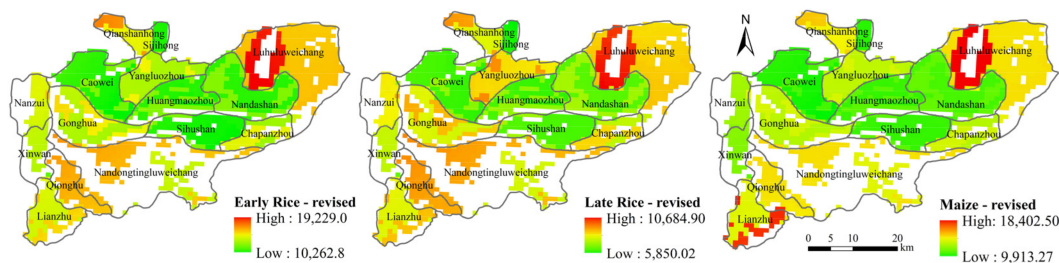 Qianshanhong
Sijihong
Luhuluweichang
Caowei
Yangluozhou
Huangmaozhou
Nandashan
Nanzui
Gonghua
Sihushan
Chapanzhou
Xinwan
Nandongtingluweichang
Qionghu
Lianzhu
Early Rice - revised
High : 19,229.0
Low : 10,262.8
Qianshanhong
Sijihong
Luhuluweichang
Caowei
Yangluozhou
Huangmaozhou
Nandashan
Nanzui
Gonghua
Sihushan
Chapanzhou
Xinwan
Nandongtingluweichang
Qionghu
Lianzhu
Late Rice - revised
High : 10,684.90
Low : 5,850.02
N
Qianshanhong
Sijihong
Luhuluweichang
Caowei
Yangluozhou
Huangmaozhou
Nandashan
Nanzui
Gonghua
Sihushan
Chapanzhou
Xinwan
Nandongtingluweichang
Qionghu
Lianzhu
Maize - revised
High: 18,402.50
Low : 9,913.27
0 5 10 20
km